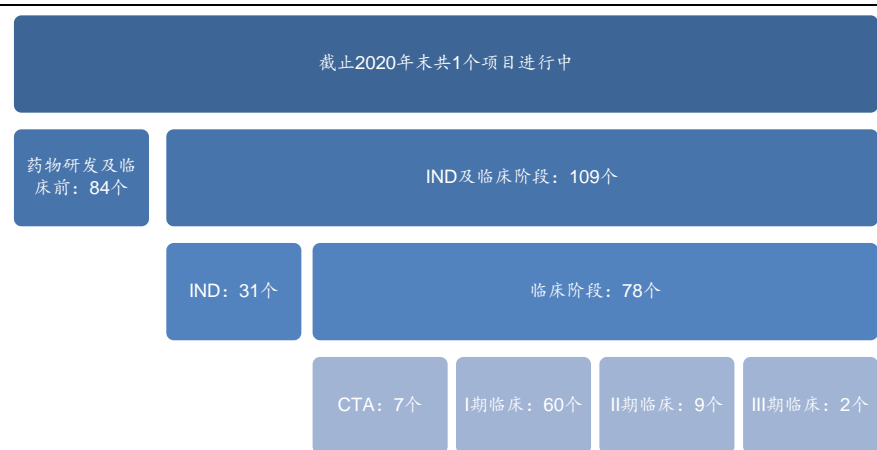 截止2020年末共1个项目进行中
药物研发及临
床前：84个
IND及临床阶段：109个
IND：31个
临床阶段：78个
CTA：7个
I期临床：60个
II期临床：9个
III期临床：2个